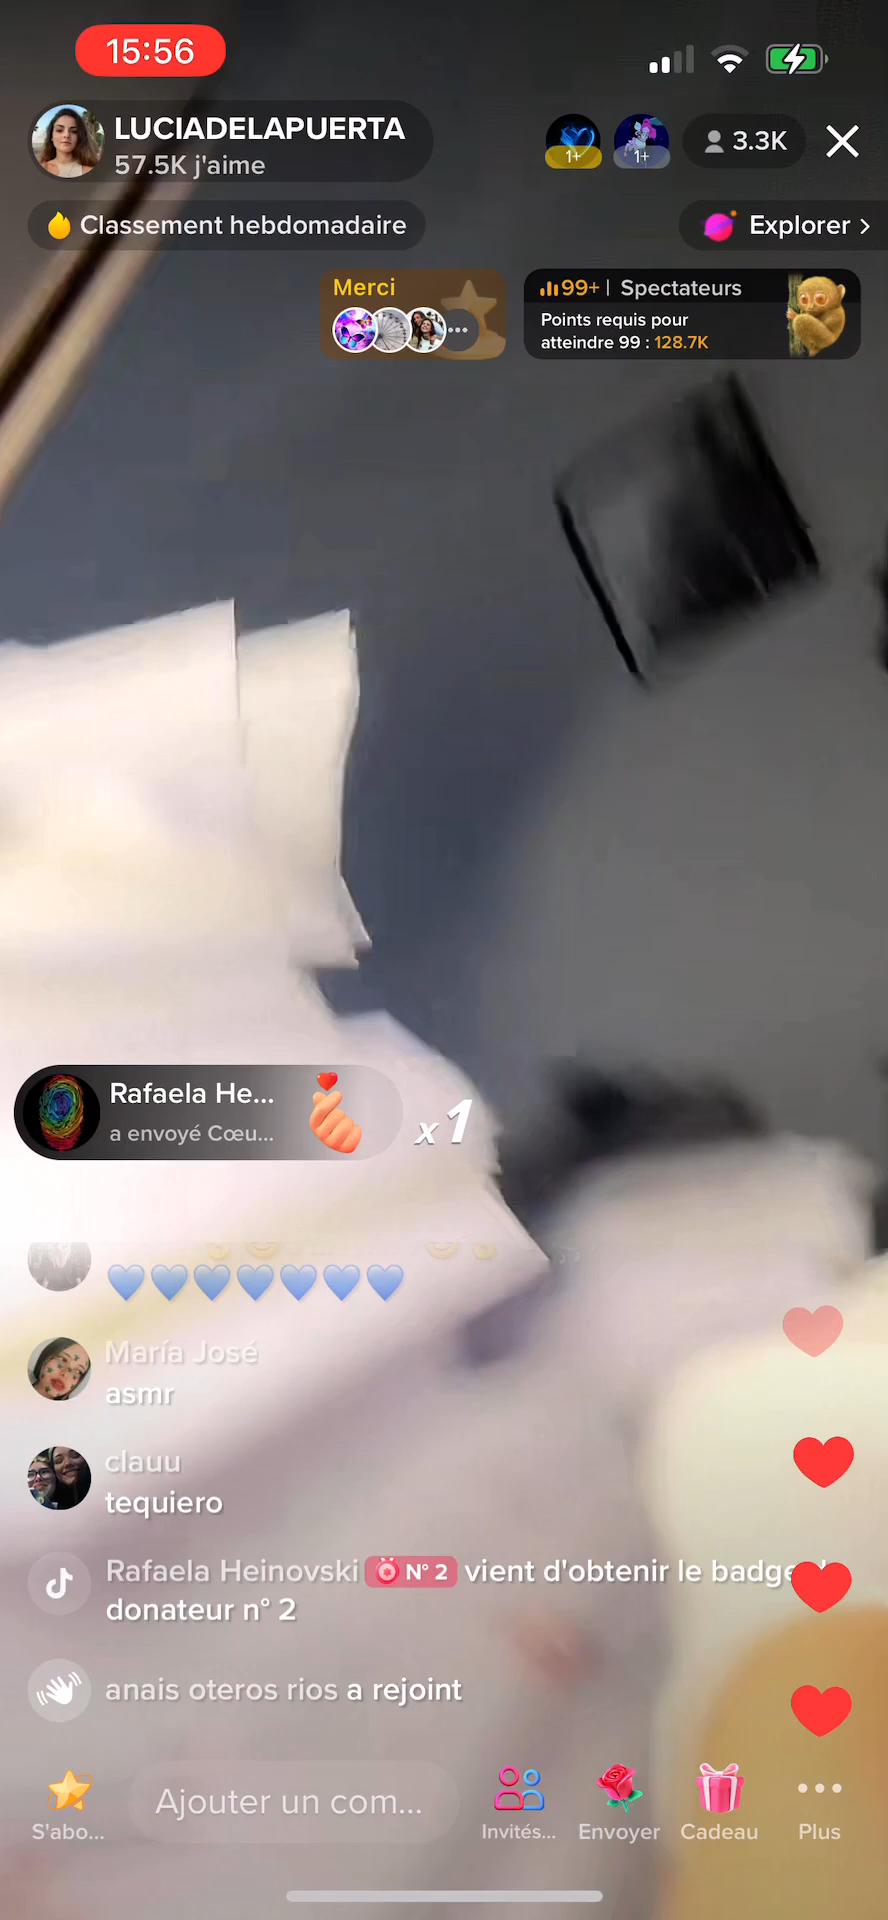 15:56
LUCIADELAPUERTA
57.5K j'aime
1+
1+
3.3K
Classement hebdomadaire
Explorer >
Merci
99+ | Spectateurs
Points requis pour
atteindre 99 : 128.7K
Rafaela He...
a envoyé Cœu...
x1
María José
asmr
clauu
tequiero
Rafaela Heinovski N° 2 vient d'obtenir le badge
donateur n° 2
anais oteros rios a rejoint
S'abo...
Ajouter un com...
Invités...
Envoyer
Cadeau
Plus